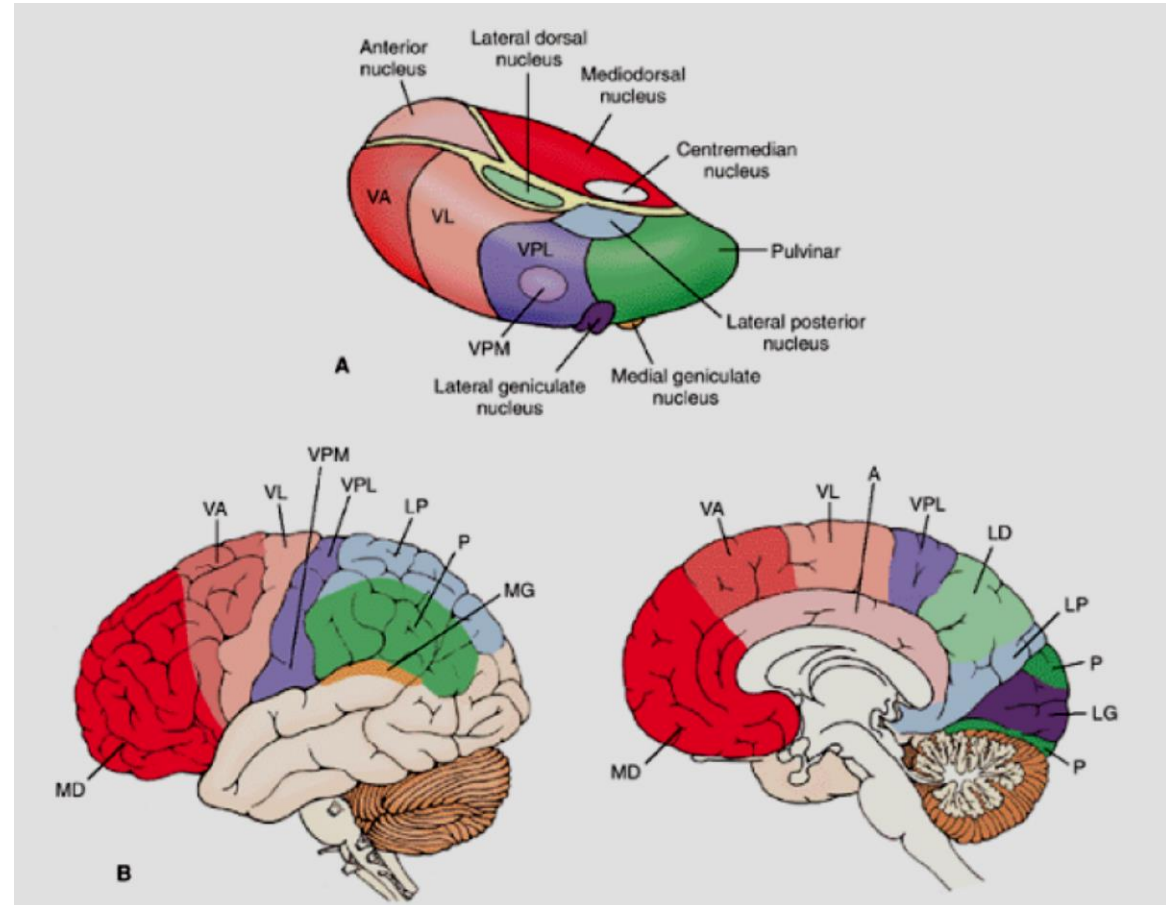 Anterior
nucleus
Lateral dorsal
nucleus
Mediodorsal
nucleus
Centremedian
nucleus
VA
VL
VPL
Pulvinar
VPM
Lateral posterior
nucleus
Lateral geniculate
nucleus
Medial geniculate
nucleus
A
VPM
VA
VL
VPL
LP
P
MG
MD
B
VA
VL
A
VPL
LD
LP
P
LG
P
MD